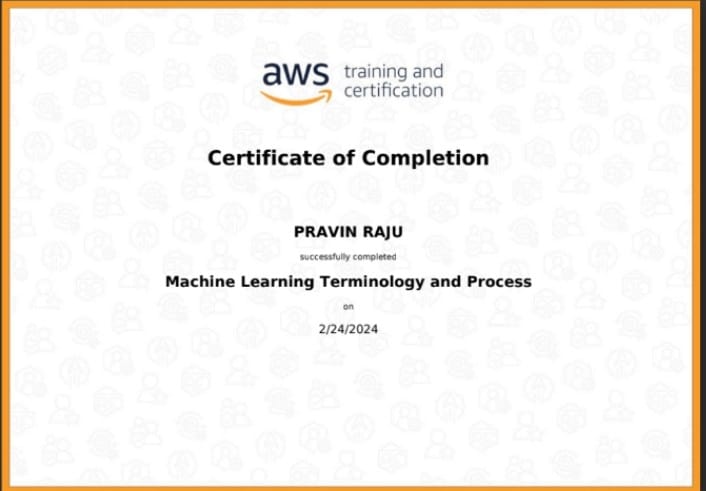 aws training and
certification
Certificate of Completion
PRAVIN RAJU
successfully completed
Machine Learning Terminology and Process
on
2/24/2024